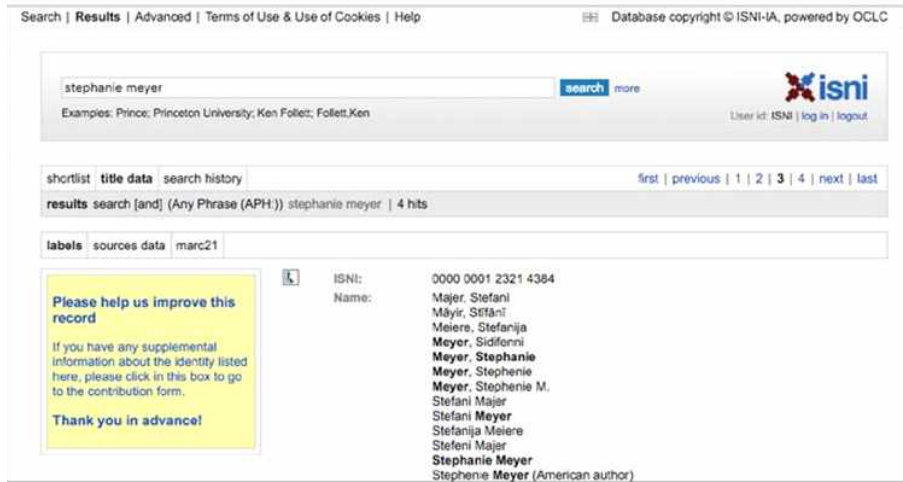 Search | Results | Advanced | Terms of Use & Use of Cookies | Help
Database copyright © ISNI-IA, powered by OCLC
stephanie meyer
search more
isni
Examples: Prince; Princeton University; Ken Follett; Follett,Ken
User id: ISNI | log in | logout
shortlist title data search history
first | previous | 1 | 2 | 3 | 4 | next | last
results search [and] (Any Phrase (APH:)) stephanie meyer | 4 hits
labels sources data marc21
Please help us improve this
record
If you have any supplemental
information about the identity listed
here, please click in this box to go
to the contribution form.
Thank you in advance!
ISNI: 0000 0001 2321 4384
Name: Majer, Stefani
Māyir, Stīfānī
Meiere, Stefanija
Meyer, Sidifenni
Meyer, Stephanie
Meyer, Stephenie
Meyer, Stephenie M.
Stefani Majer
Stefani Meyer
Stefanija Meiere
Stefeni Majer
Stephanie Meyer
Stephenie Meyer (American author)